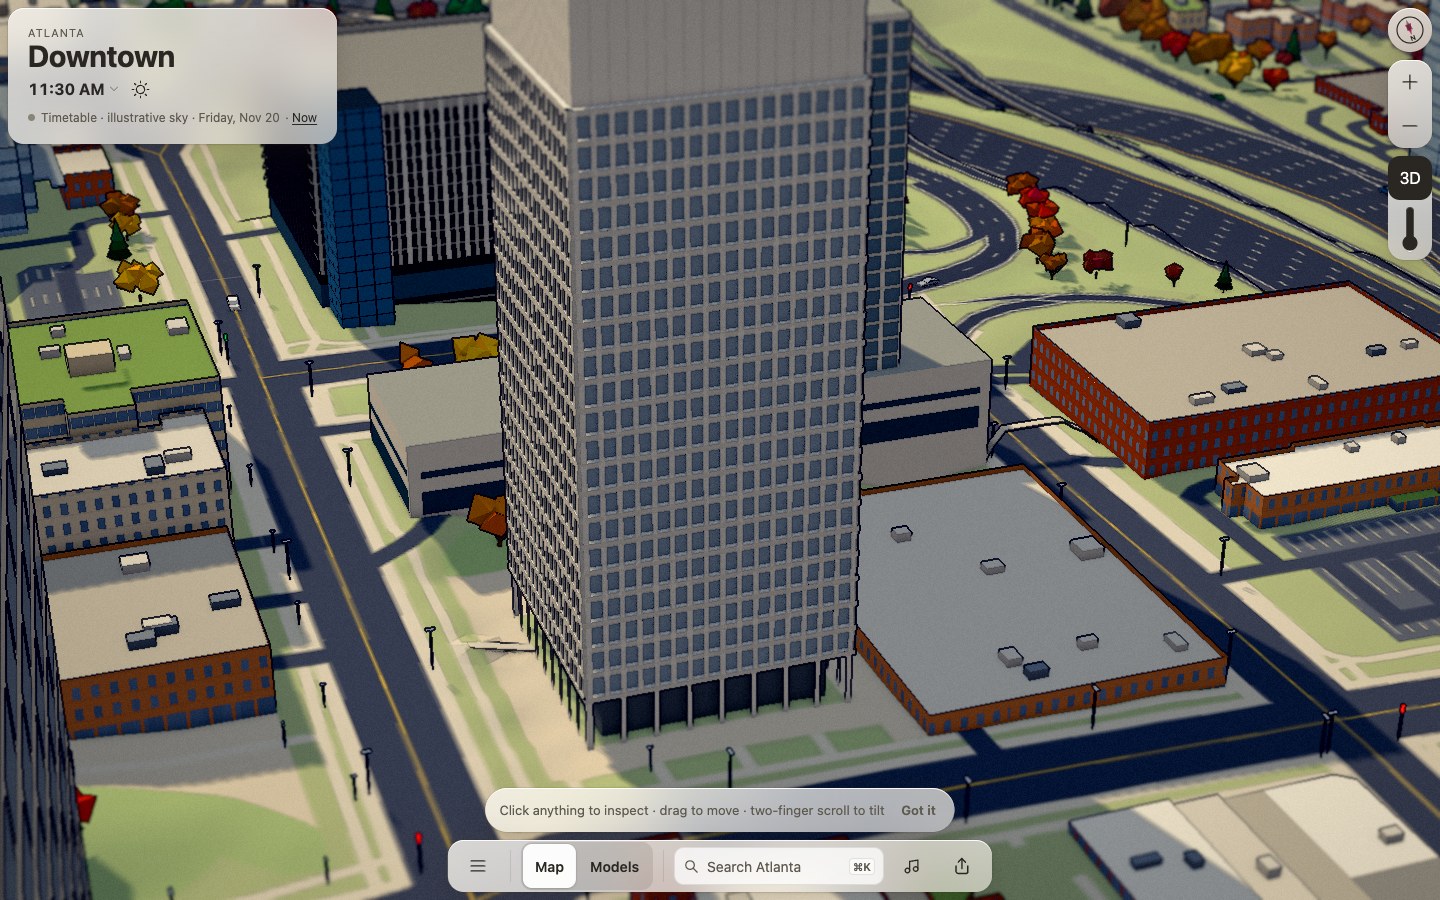 ATLANTA
Downtown
11:30 AM
Timetable · illustrative sky · Friday, Nov 20 · Now
N
3D
Click anything to inspect · drag to move · two-finger scroll to tilt Got it
Map Models Search Atlanta ⌘K